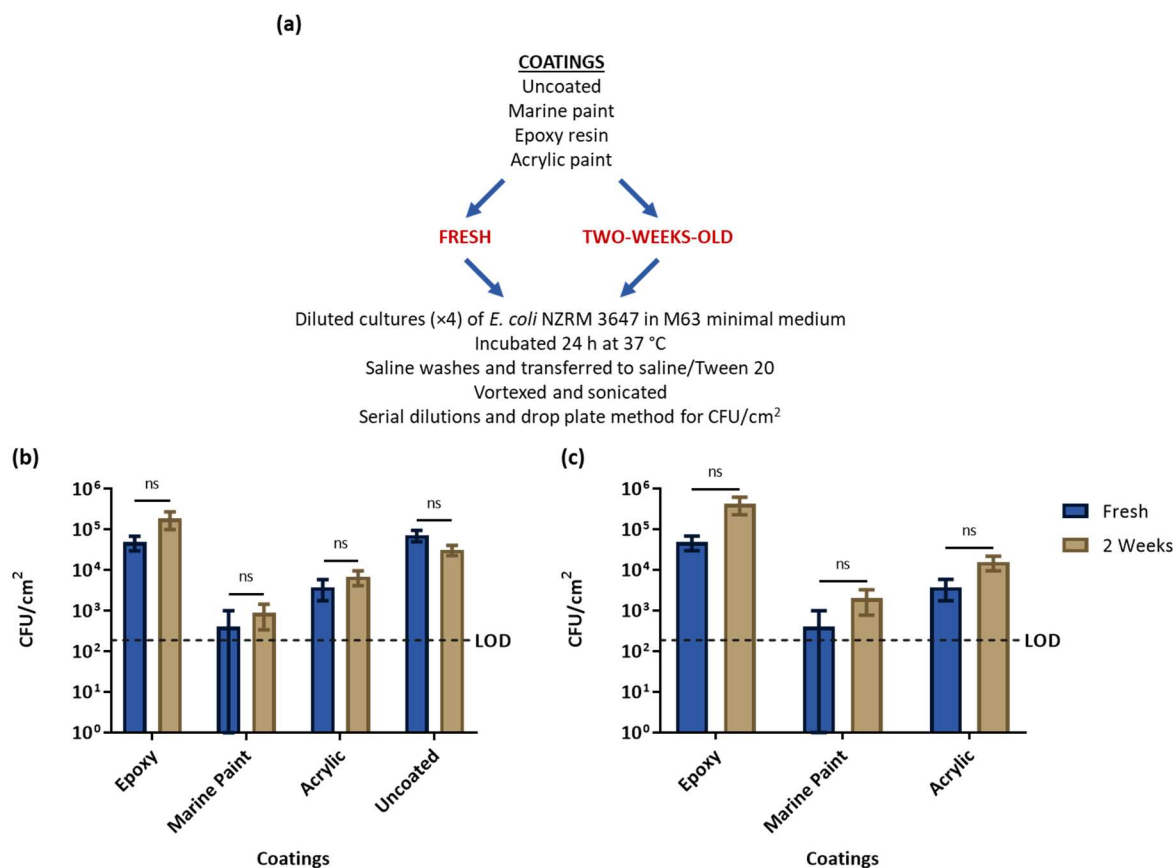 (a)
COATINGS
Uncoated
Marine paint
Epoxy resin
Acrylic paint
FRESH
TWO-WEEKS-OLD
Diluted cultures (×4) of E. coli NZRM 3647 in M63 minimal medium
Incubated 24 h at 37 °C
Saline washes and transferred to saline/Tween 20
Vortexed and sonicated
Serial dilutions and drop plate method for CFU/cm²
(b)
CFU/cm²
10⁶
10⁵
10⁴
10³
10²
10¹
10⁰
ns
ns
ns
ns
LOD
Epoxy
Marine Paint
Acrylic
Uncoated
Coatings
(c)
CFU/cm²
10⁶
10⁵
10⁴
10³
10²
10¹
10⁰
ns
ns
ns
LOD
Epoxy
Marine Paint
Acrylic
Coatings
Fresh
2 Weeks